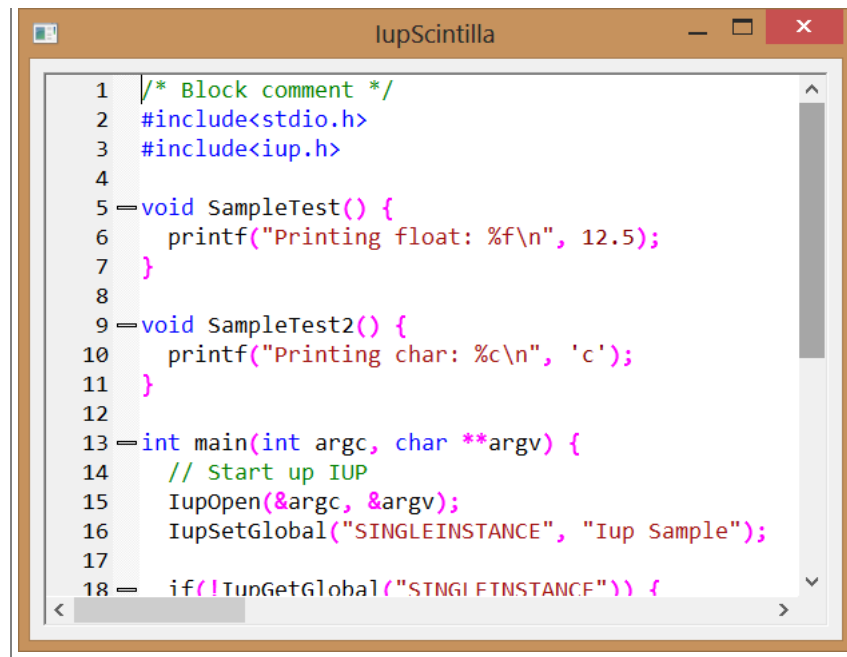 IupScintilla
1 /* Block comment */
2 #include<stdio.h>
3 #include<iup.h>
4
5 void SampleTest() {
6   printf("Printing float: %f\n", 12.5);
7 }
8
9 void SampleTest2() {
10   printf("Printing char: %c\n", 'c');
11 }
12
13 int main(int argc, char **argv) {
14   // Start up IUP
15   IupOpen(&argc, &argv);
16   IupSetGlobal("SINGLEINSTANCE", "Iup Sample");
17
18   if(!IupGetGlobal("SINGLEINSTANCE")) {